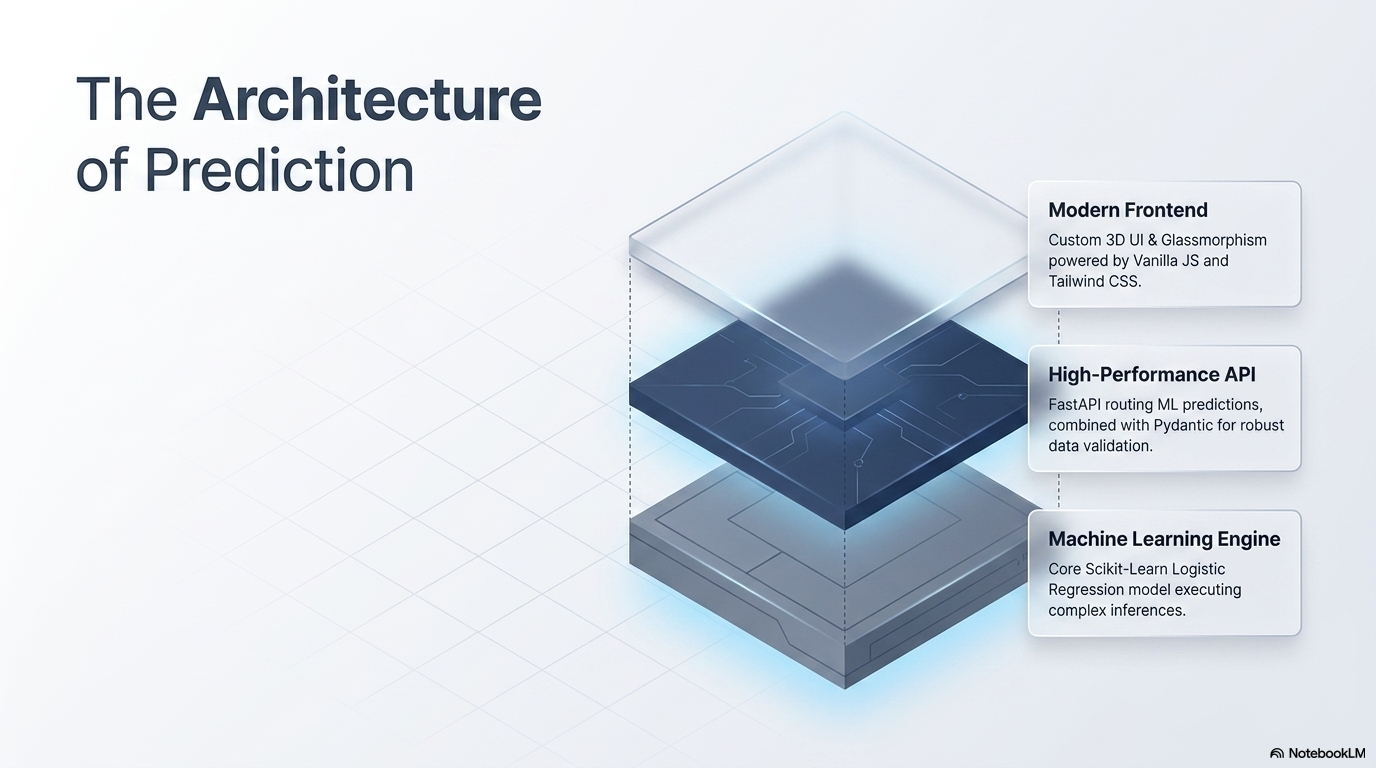 The Architecture
of Prediction
Modern Frontend
Custom 3D UI & Glassmorphism
powered by Vanilla JS and
Tailwind CSS.
High-Performance API
FastAPI routing ML predictions,
combined with Pydantic for robust
data validation.
Machine Learning Engine
Core Scikit-Learn Logistic
Regression model executing
complex inferences.
NotebookLM